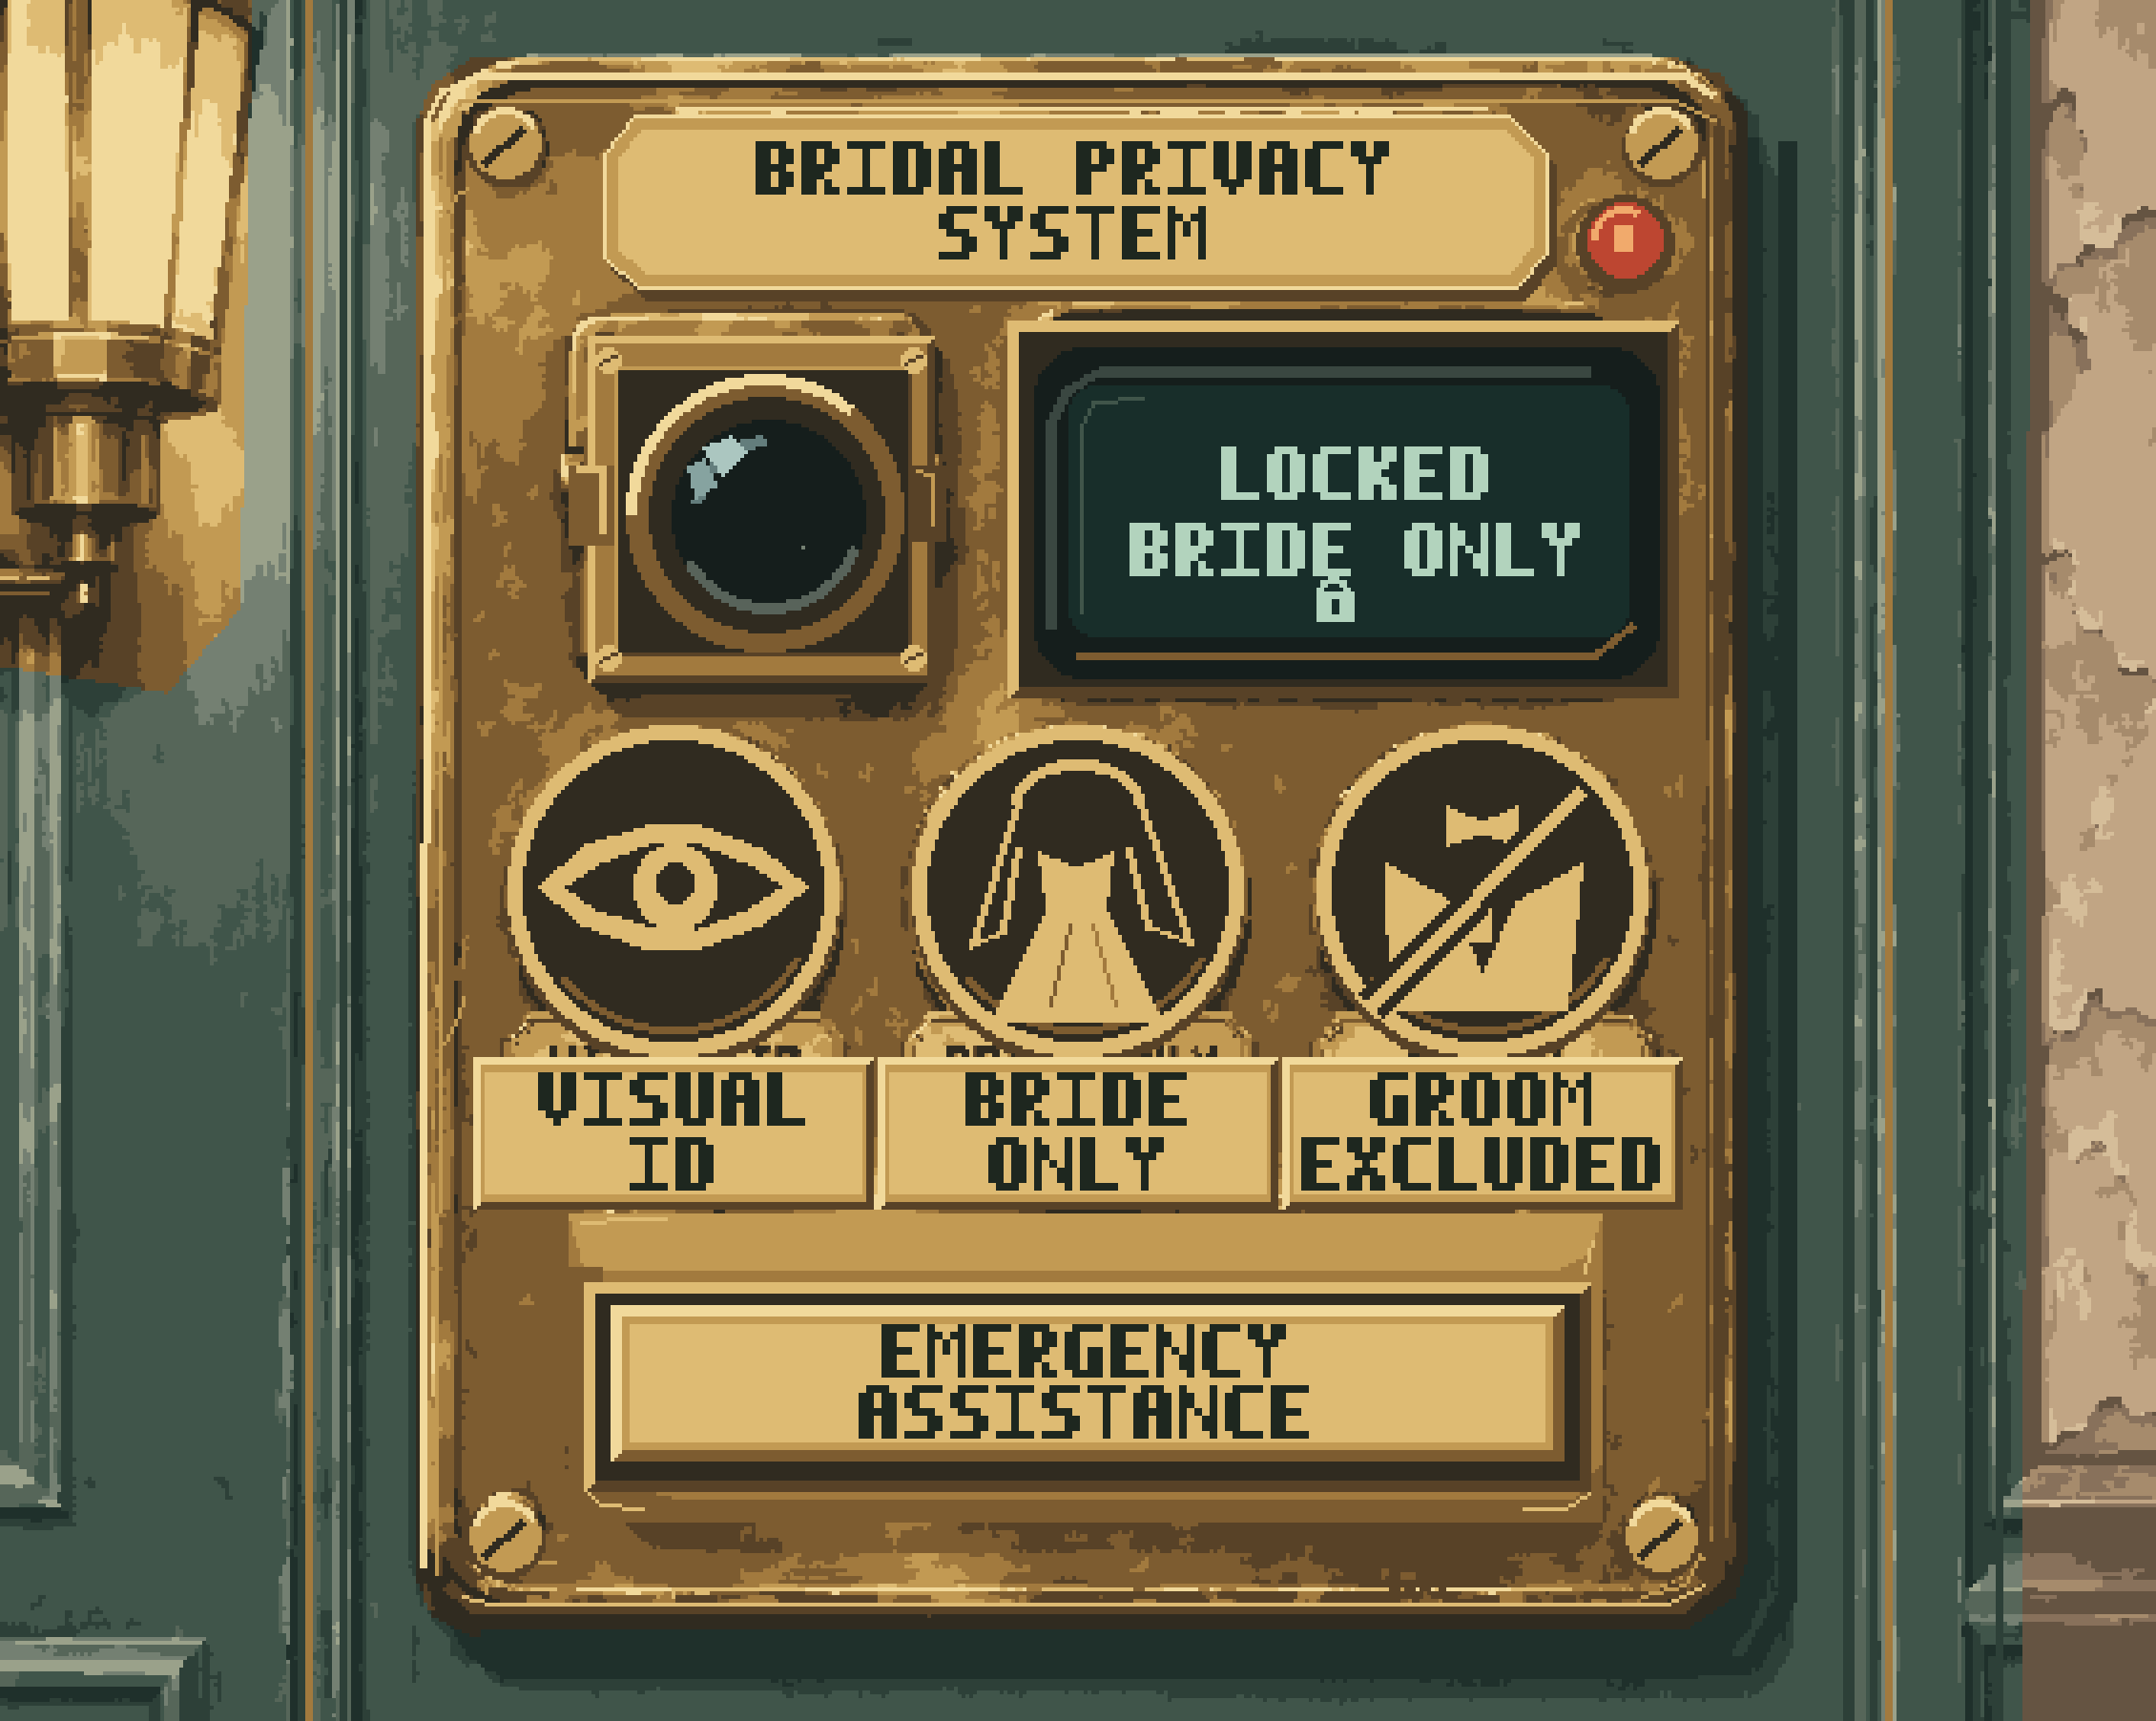 BRIDAL PRIVACY
SYSTEM
LOCKED
BRIDE ONLY
VISUAL
ID
BRIDE
ONLY
GROOM
EXCLUDED
EMERGENCY
ASSISTANCE